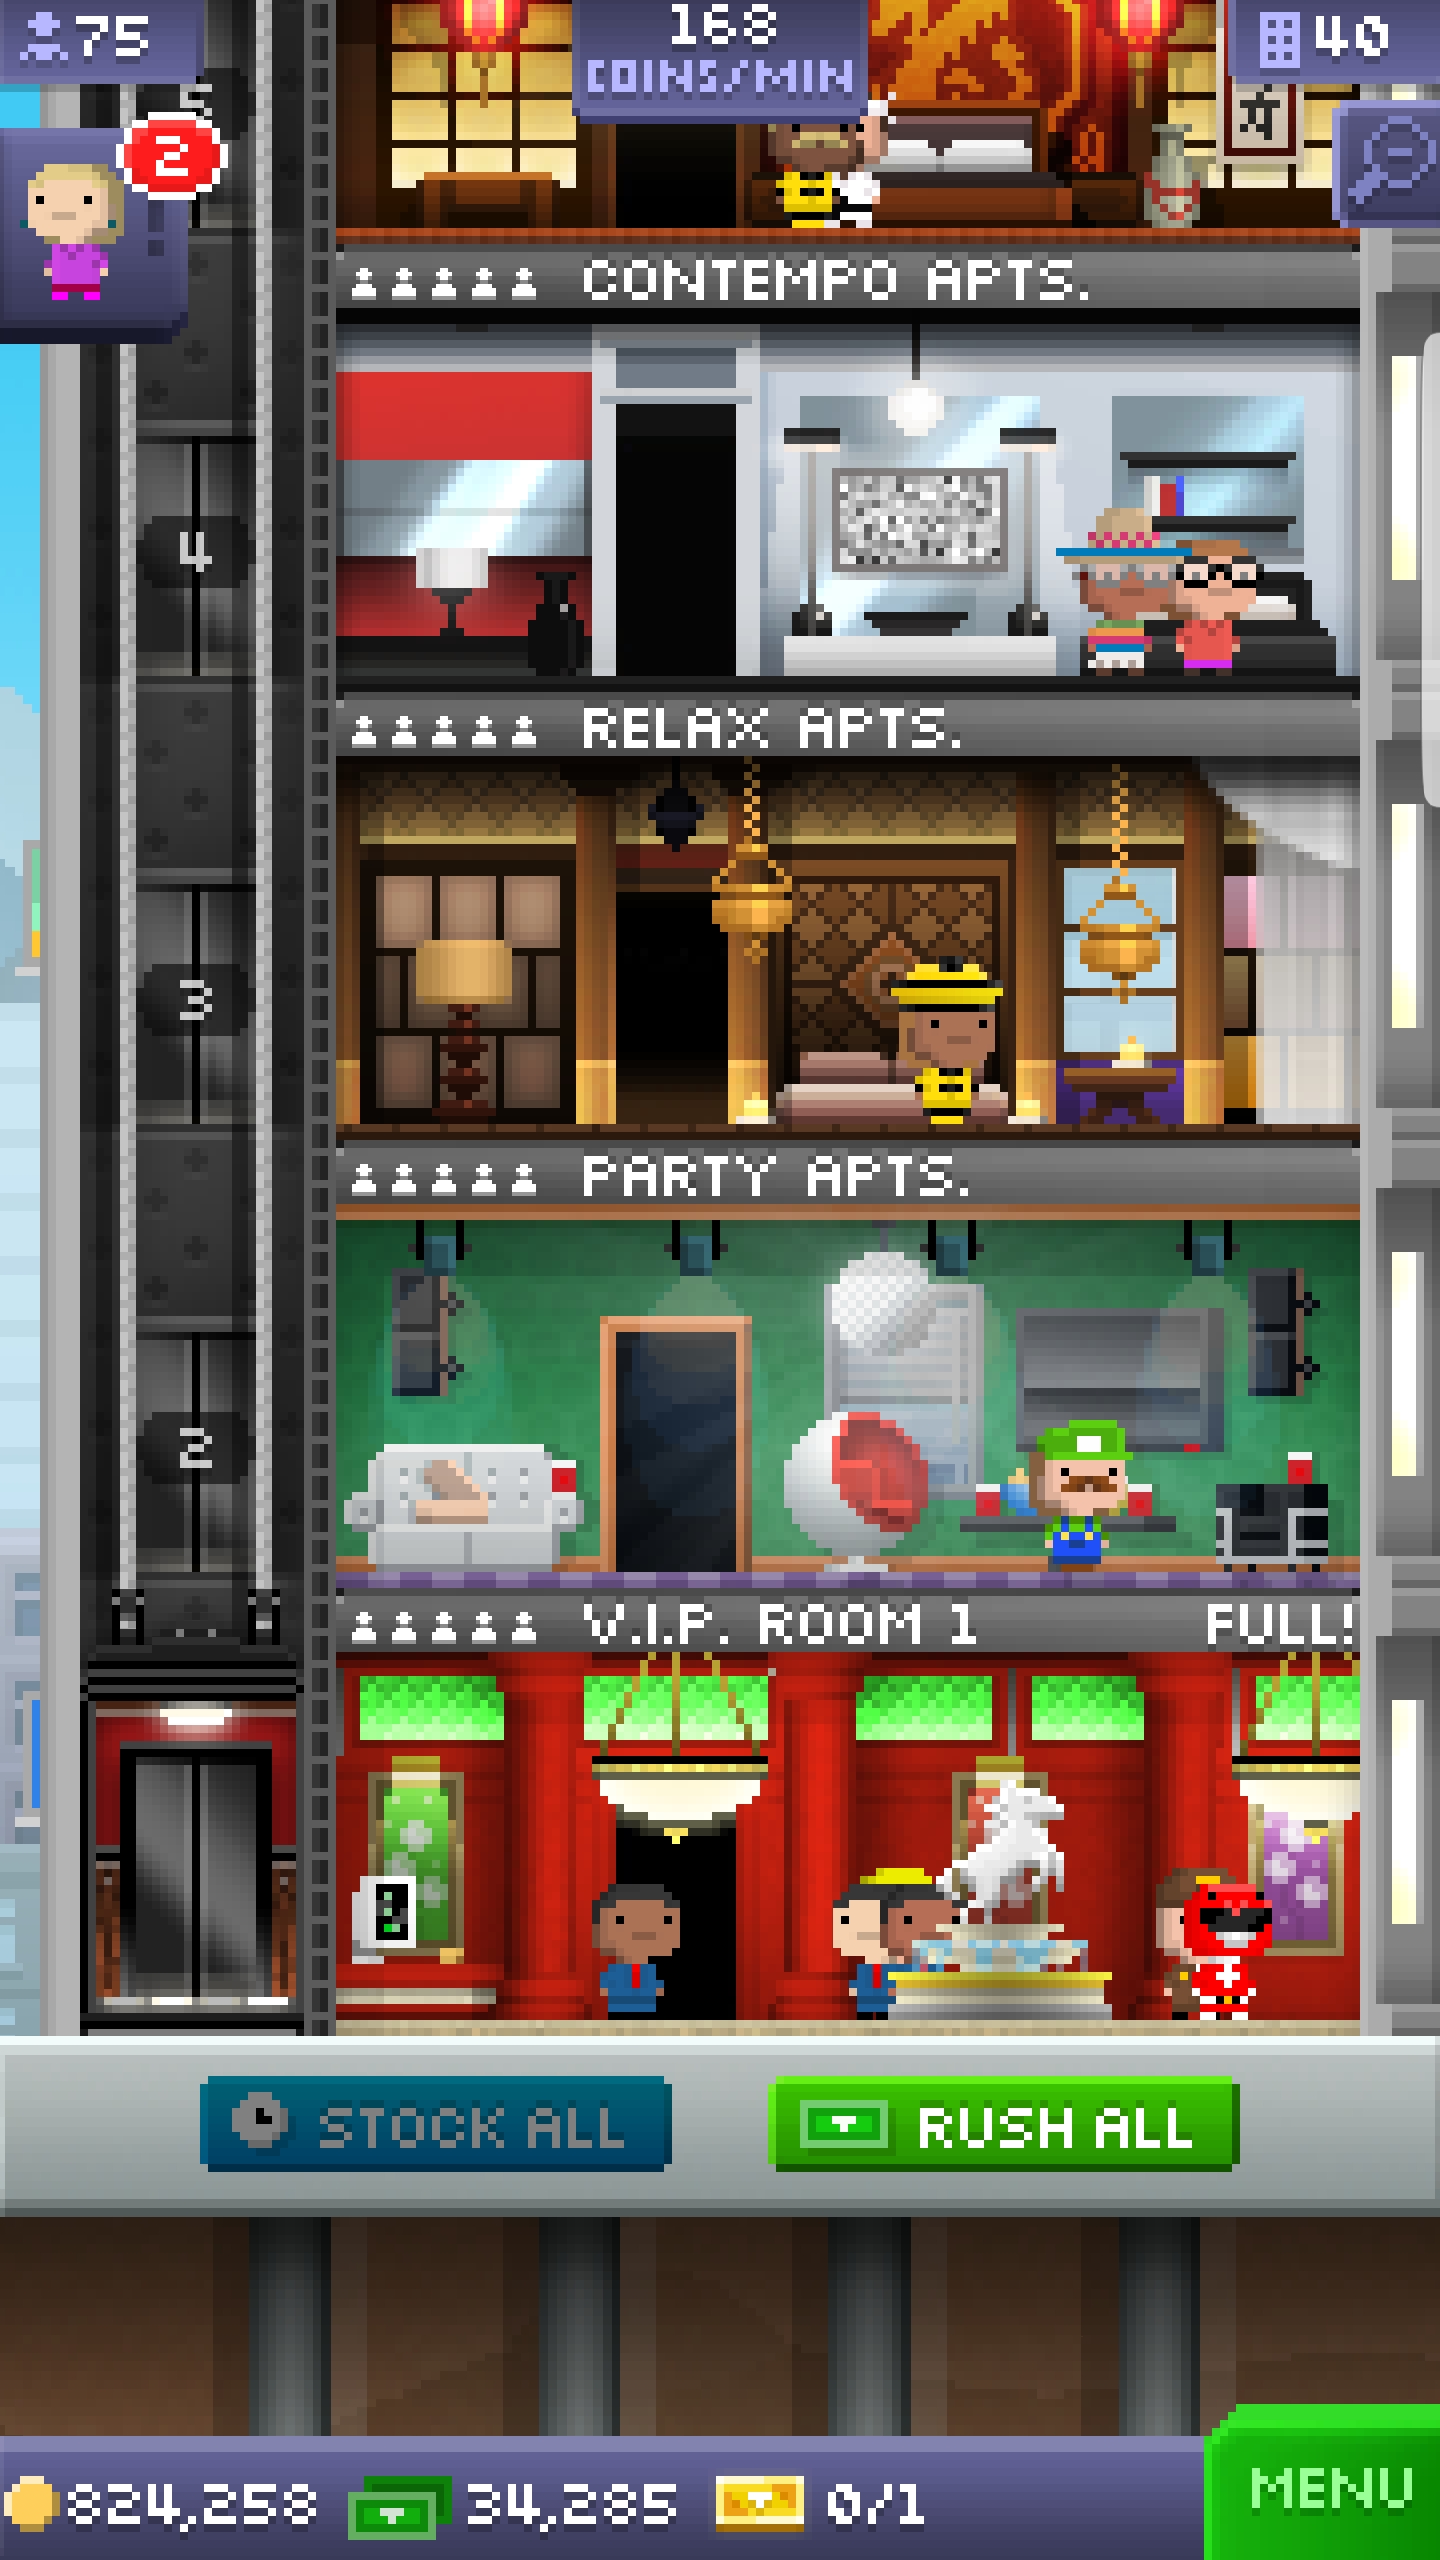 75
168
COINS/MIN
40
5
2
CONTEMPO APTS.
4
RELAX APTS.
3
PARTY APTS.
2
V.I.P. ROOM 1 FULL!
STOCK ALL
RUSH ALL
824,258 34,285 0/1
MENU